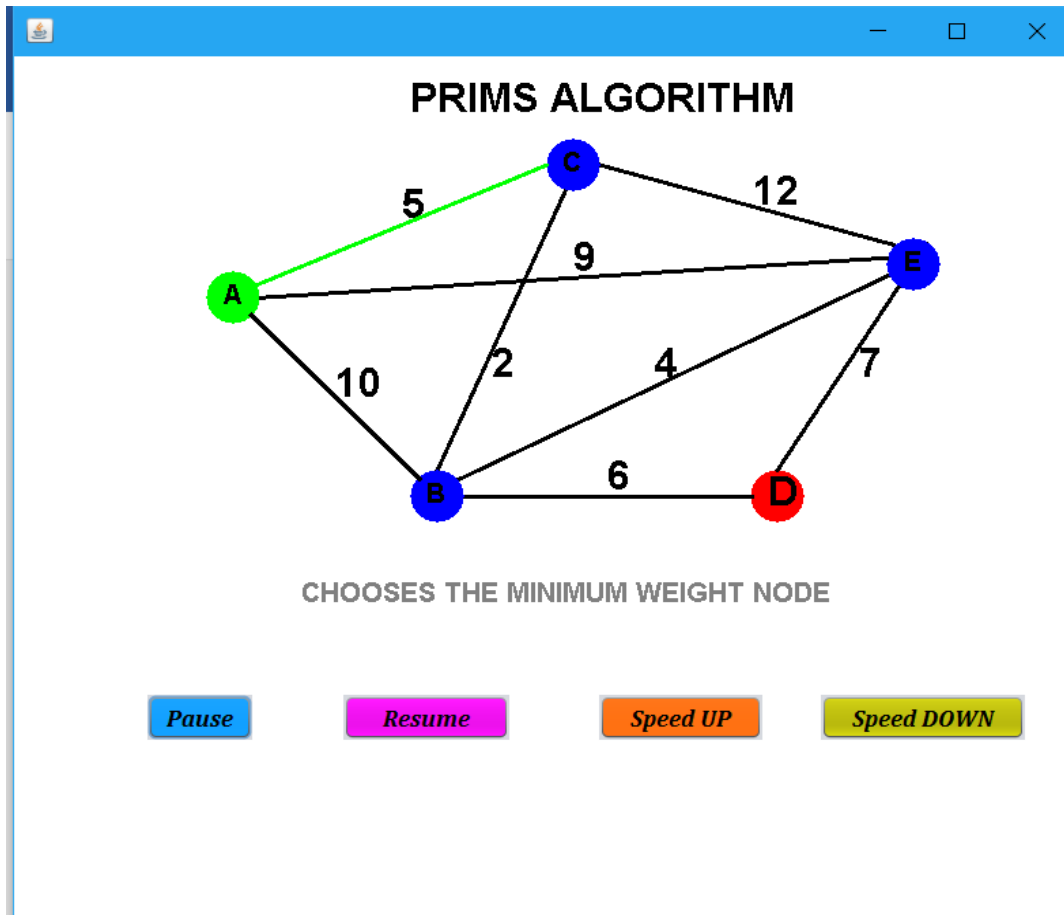 PRIMS ALGORITHM
C
12
5
9
E
A
10
2
4
7
6
B
D
CHOOSES THE MINIMUM WEIGHT NODE
Pause Resume Speed UP Speed DOWN